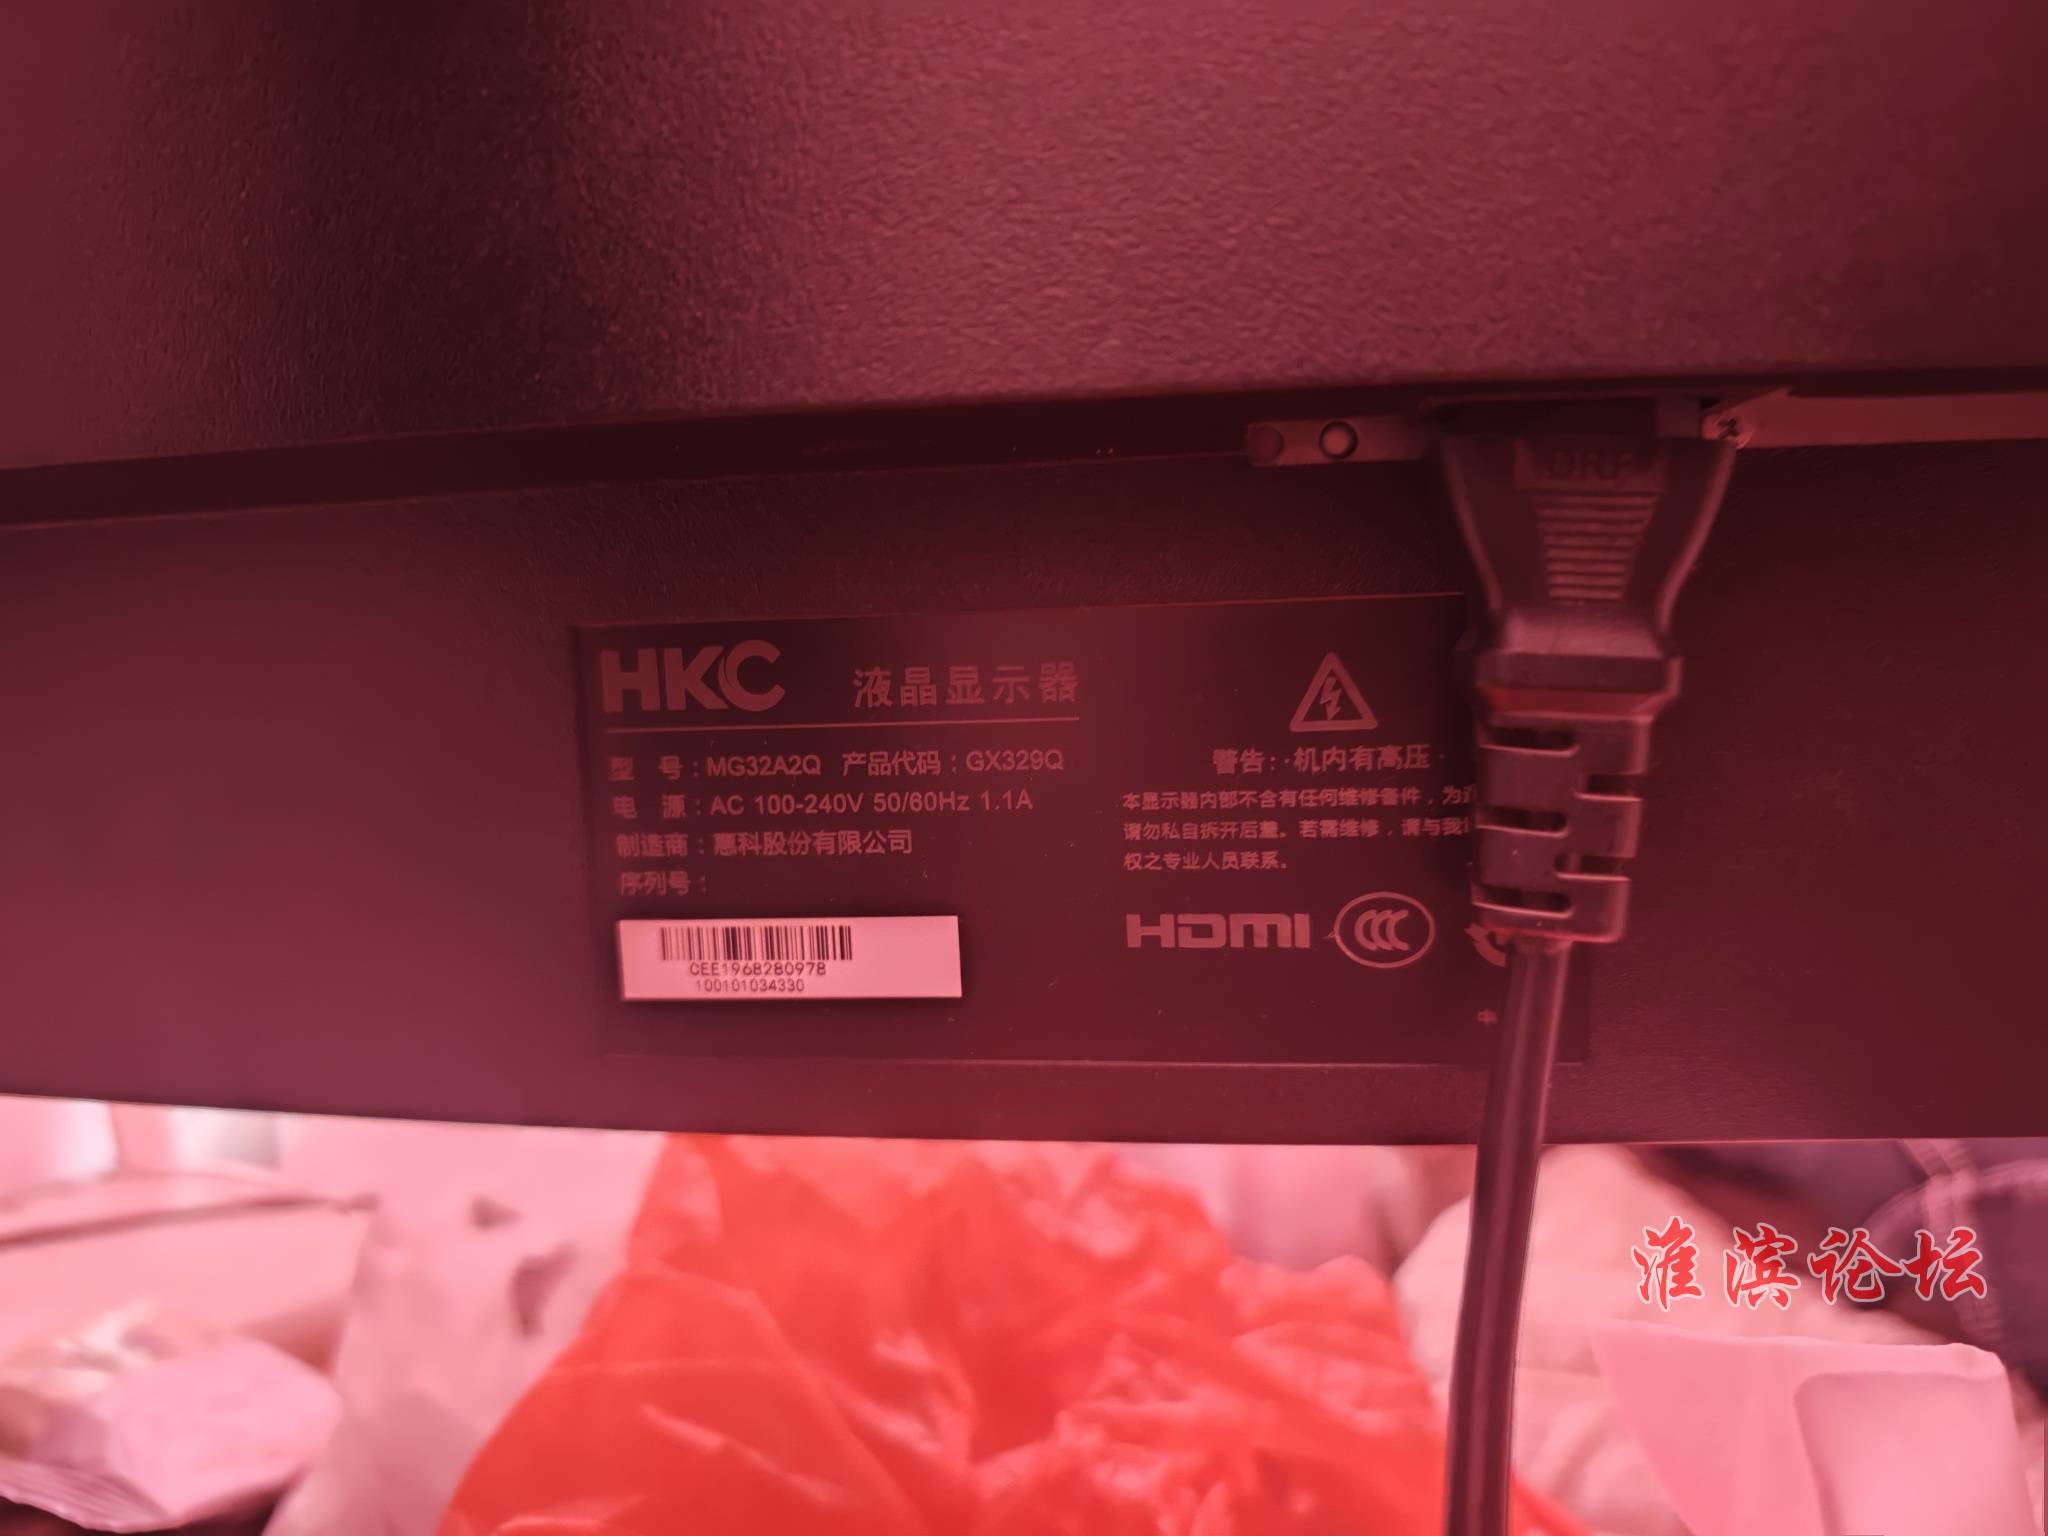 DRF
HKC 液晶显示器
型 号：MG32A2Q 产品代码：GX329Q
电 源：AC 100-240V 50/60Hz 1.1A
制造商：惠科股份有限公司
序列号：
CEE1968280978
100101034330
警告：·机内有高压·
本显示器内部不含有任何维修备件，为
请勿私自拆开后盖。若需维修，请与我
权之专业人员联系。
HDMI CCC
中
淮滨论坛